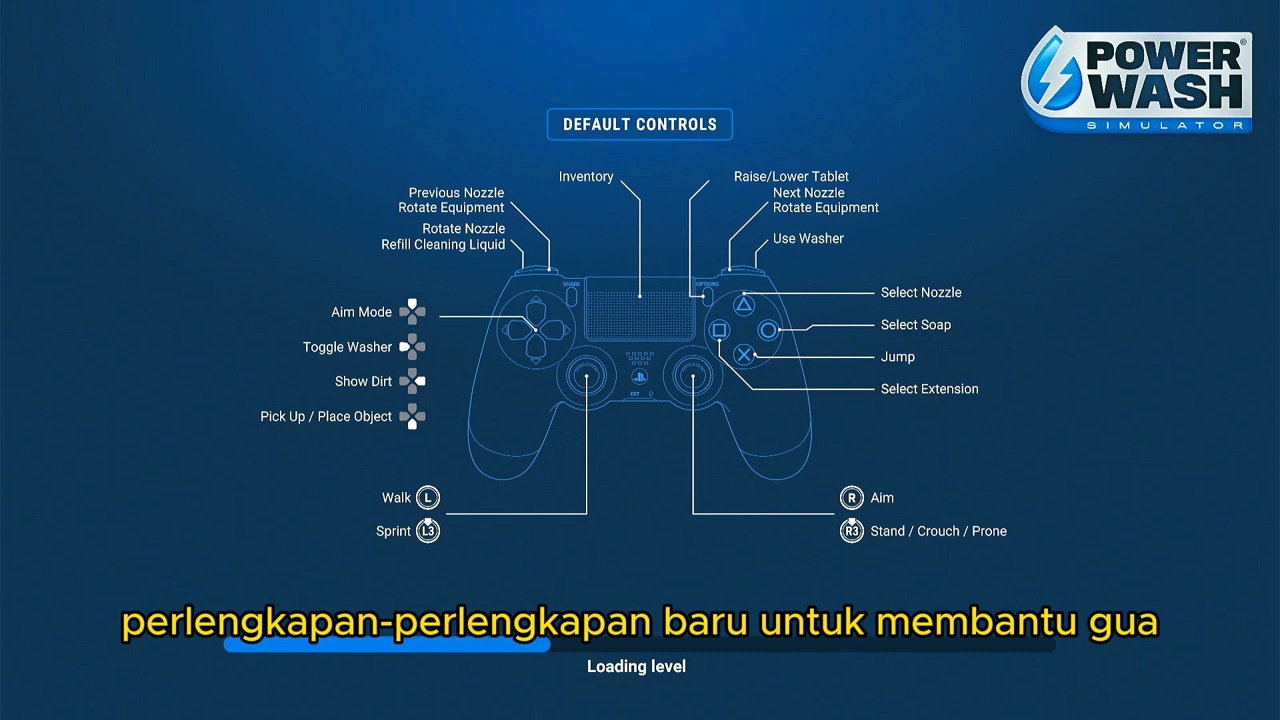 POWER®
WASH
SIMULATOR
DEFAULT CONTROLS
Inventory
Raise/Lower Tablet
Previous Nozzle
Rotate Equipment
Next Nozzle
Rotate Equipment
Rotate Nozzle
Refill Cleaning Liquid
Use Washer
SHARE
OPTIONS
Aim Mode
Toggle Washer
Show Dirt
Pick Up / Place Object
Select Nozzle
Select Soap
Jump
Select Extension
EXT
Walk L
Sprint L3
R Aim
R3 Stand / Crouch / Prone
perlengkapan-perlengkapan baru untuk membantu gua
Loading level